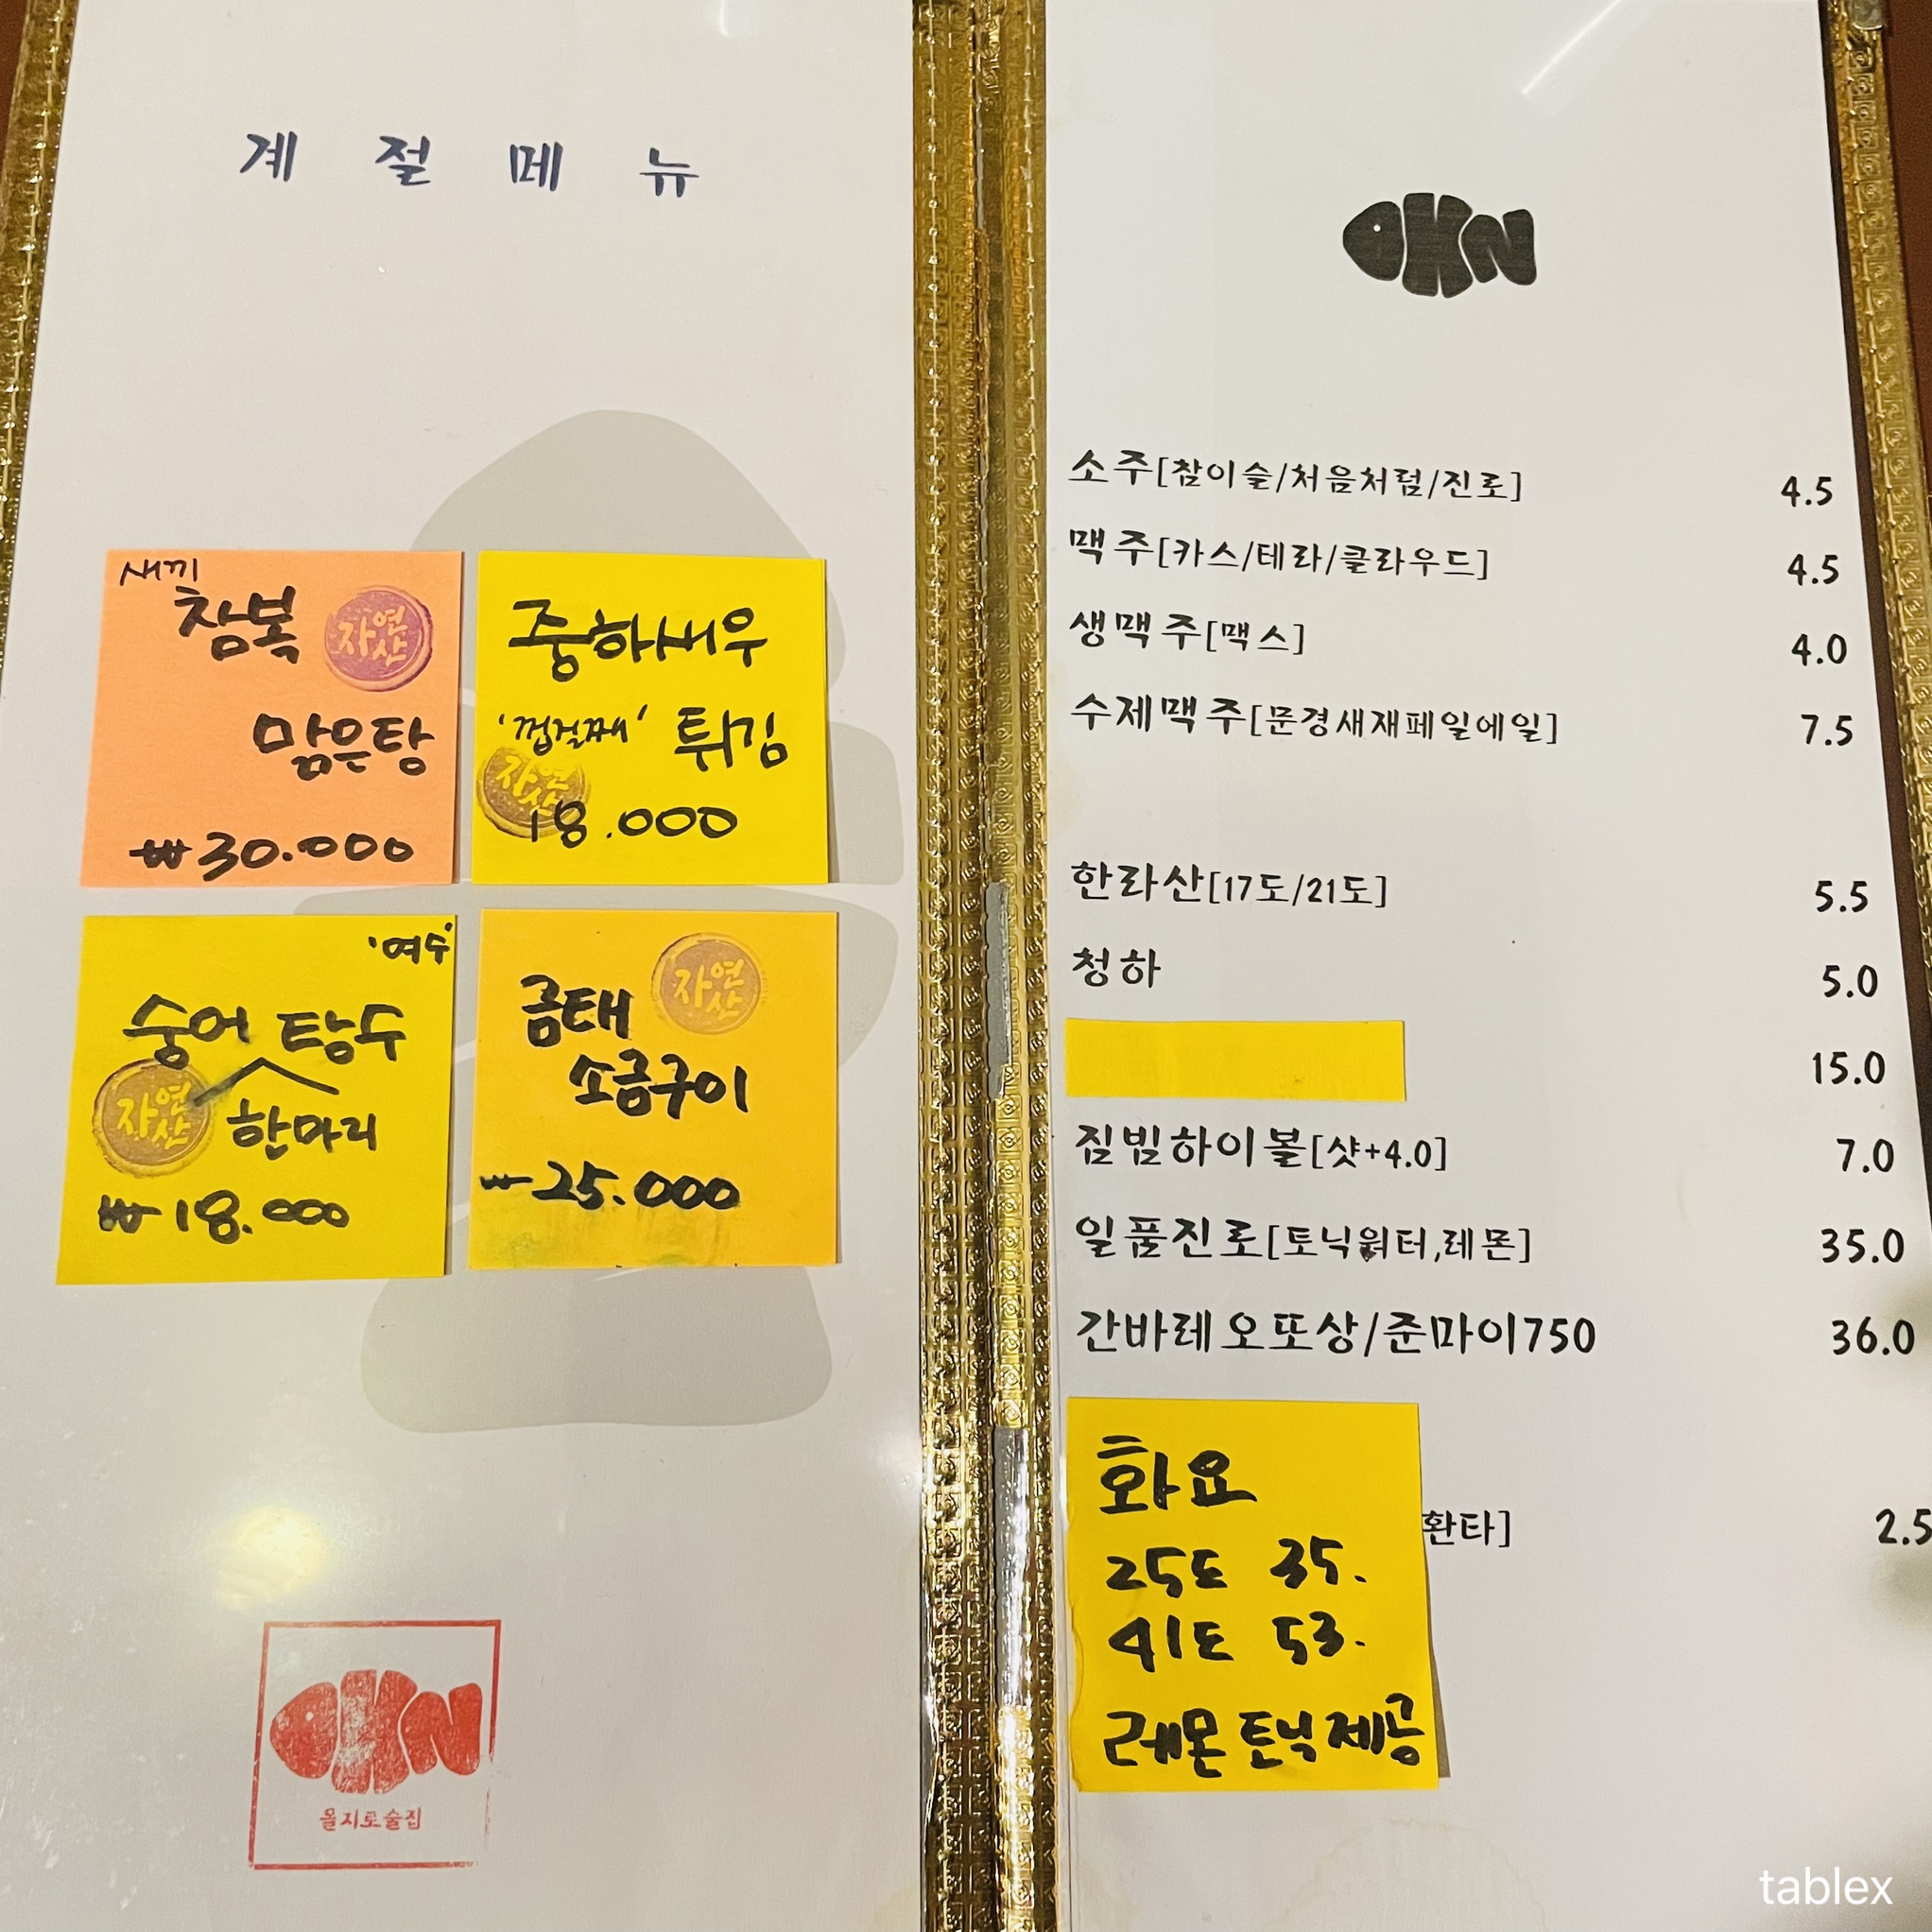 계절메뉴
새끼
참복
자연산
맑은탕
₩30.000
중하새우
'껍질째' 튀김
자연산
18.000
'여수'
숭어 탕수
자연산
한마리
₩18.000
자연산
금태
소금구이
₩25.000
OKN
을지로술집
OKN
소주[참이슬/처음처럼/진로] 4.5
맥주[카스/테라/클라우드] 4.5
생맥주[맥스] 4.0
수제맥주[문경새재페일에일] 7.5
한라산[17도/21도] 5.5
청하 5.0
15.0
짐빔하이볼[샷+4.0] 7.0
일품진로[토닉워터,레몬] 35.0
간바레오또상/준마이750 36.0
화요
25도 35.
41도 53.
레몬 토닉 제공
환타] 2.5
tablex